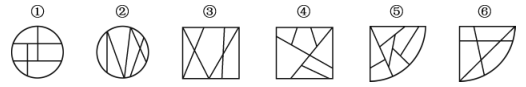 ① ② ③ ④ ⑤ ⑥